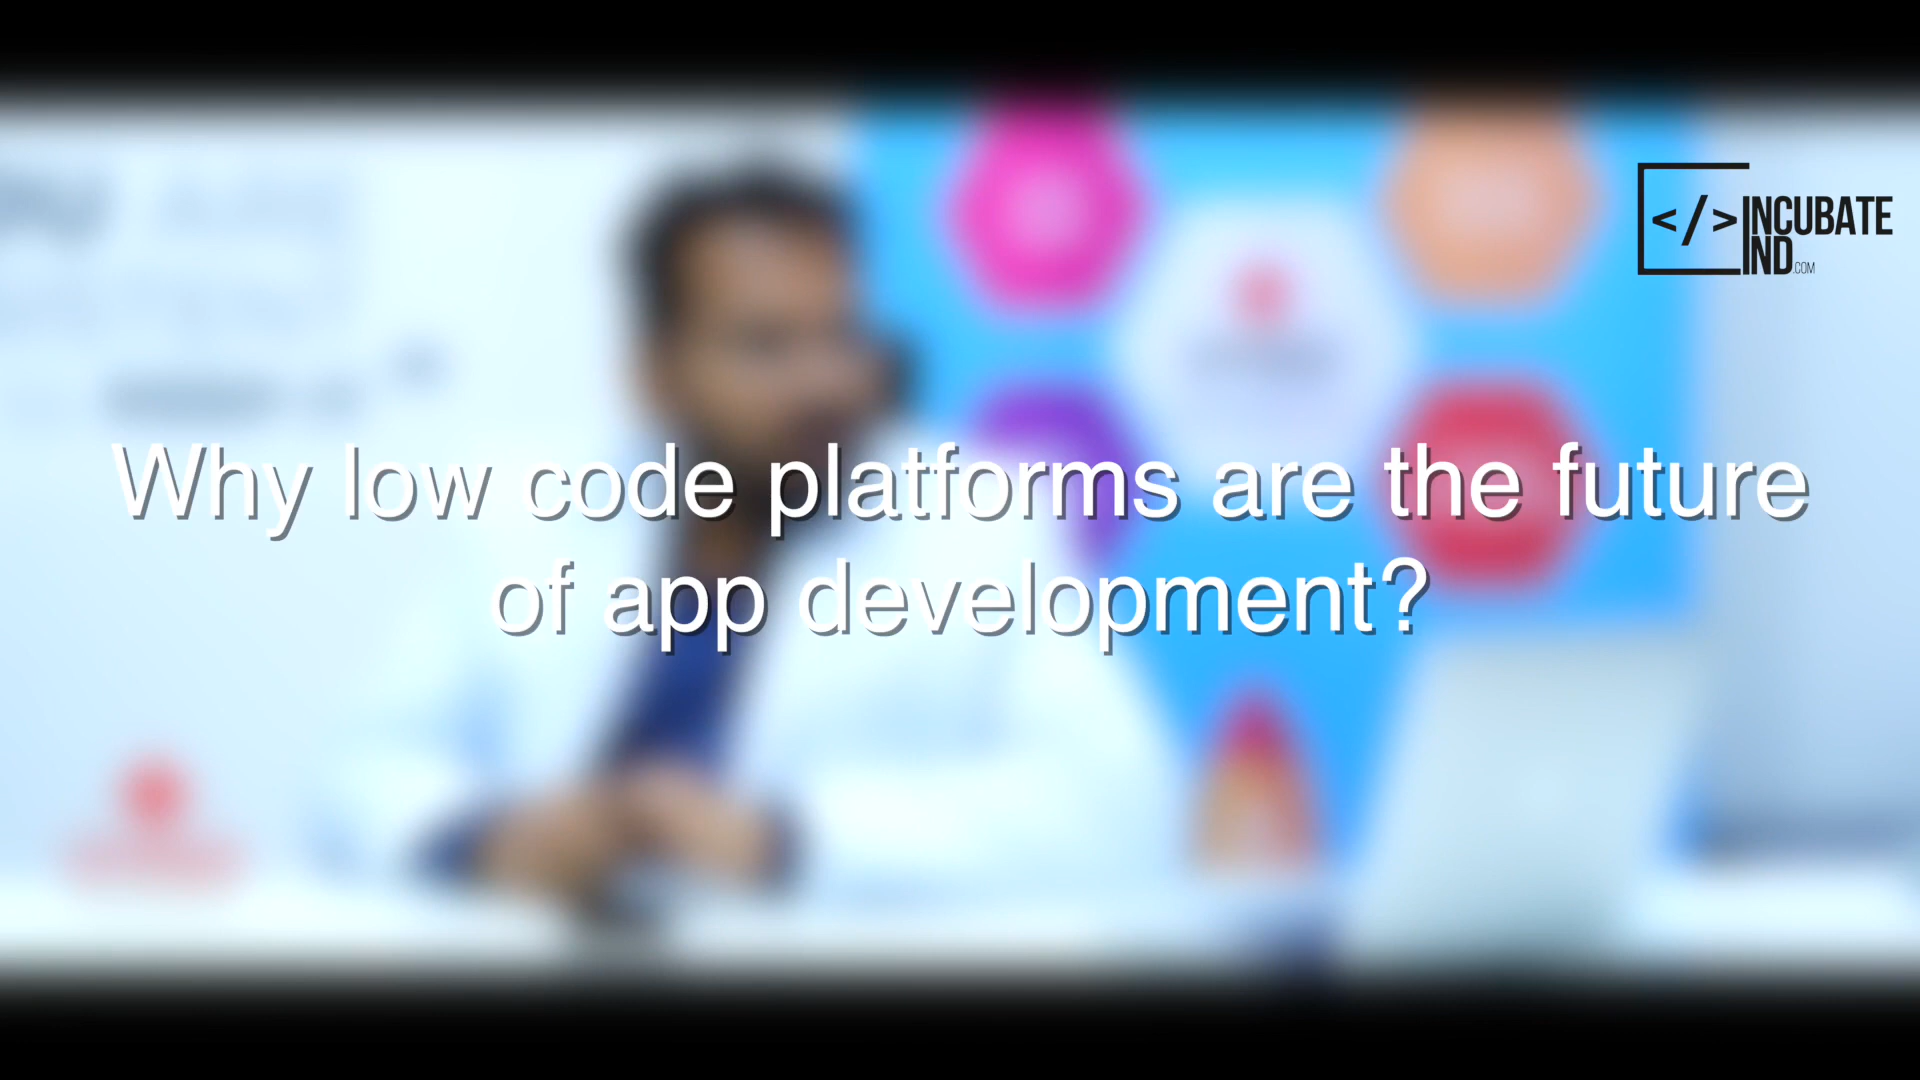 </>INCUBATE
IND.COM
Why low code platforms are the future
of app development?